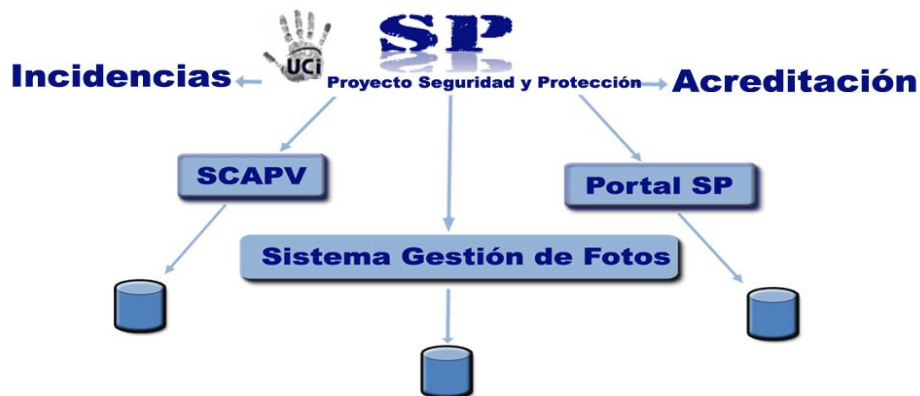 SP
UCi
Incidencias
Proyecto Seguridad y Protección
Acreditación
SCAPV
Portal SP
Sistema Gestión de Fotos